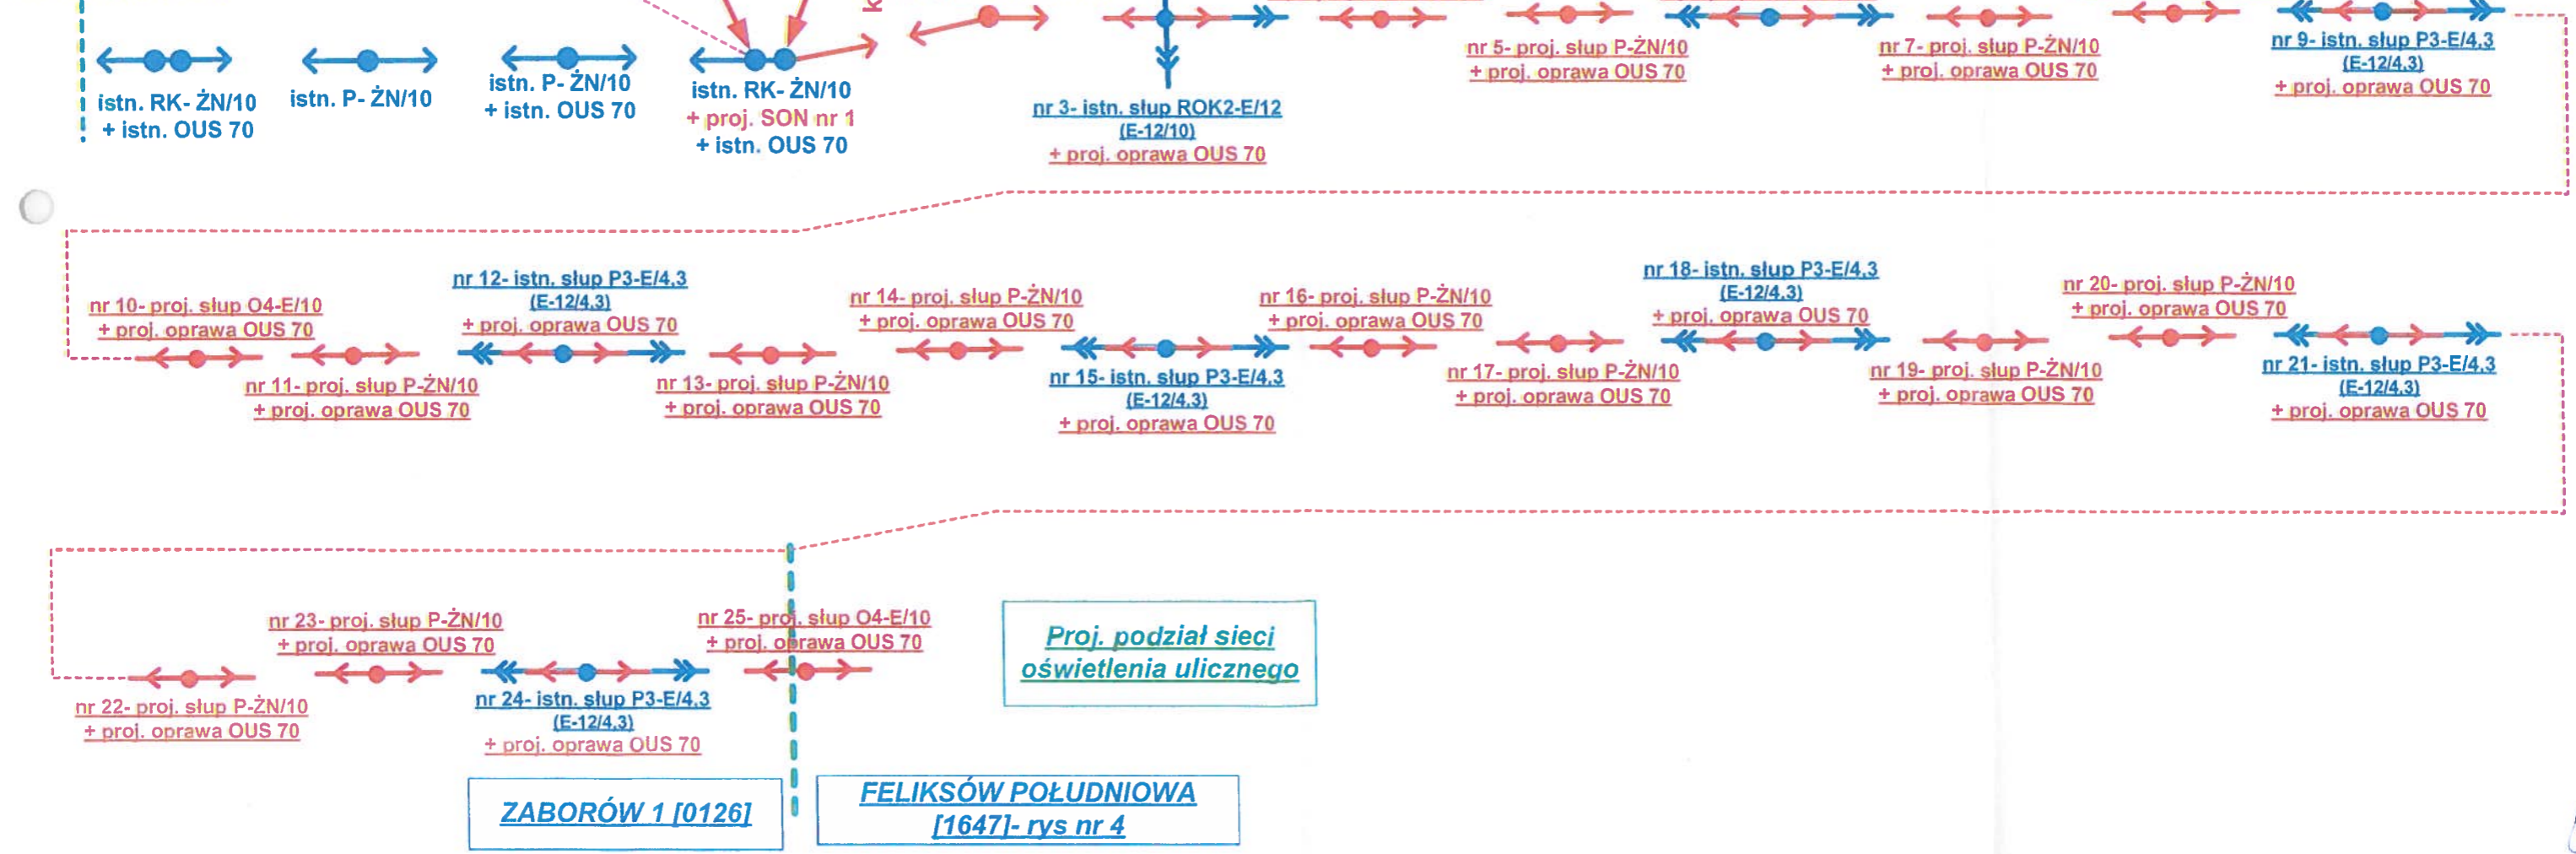 istn. RK- ŻN/10
+ istn. OUS 70
istn. P- ŻN/10
istn. P- ŻN/10
+ istn. OUS 70
istn. RK- ŻN/10
+ proj. SON nr 1
+ istn. OUS 70
nr 3- istn. słup ROK2-E/12
(E-12/10)
+ proj. oprawa OUS 70
nr 5- proj. słup P-ŻN/10
+ proj. oprawa OUS 70
nr 7- proj. słup P-ŻN/10
+ proj. oprawa OUS 70
nr 9- istn. słup P3-E/4,3
(E-12/4,3)
+ proj. oprawa OUS 70
nr 10- proj. słup O4-E/10
+ proj. oprawa OUS 70
nr 11- proj. słup P-ŻN/10
+ proj. oprawa OUS 70
nr 12- istn. słup P3-E/4,3
(E-12/4,3)
+ proj. oprawa OUS 70
nr 13- proj. słup P-ŻN/10
+ proj. oprawa OUS 70
nr 14- proj. słup P-ŻN/10
+ proj. oprawa OUS 70
nr 15- istn. słup P3-E/4,3
(E-12/4,3)
+ proj. oprawa OUS 70
nr 16- proj. słup P-ŻN/10
+ proj. oprawa OUS 70
nr 17- proj. słup P-ŻN/10
+ proj. oprawa OUS 70
nr 18- istn. słup P3-E/4,3
(E-12/4,3)
+ proj. oprawa OUS 70
nr 19- proj. słup P-ŻN/10
+ proj. oprawa OUS 70
nr 20- proj. słup P-ŻN/10
+ proj. oprawa OUS 70
nr 21- istn. słup P3-E/4,3
(E-12/4,3)
+ proj. oprawa OUS 70
nr 22- proj. słup P-ŻN/10
+ proj. oprawa OUS 70
nr 23- proj. słup P-ŻN/10
+ proj. oprawa OUS 70
nr 24- istn. słup P3-E/4,3
(E-12/4,3)
+ proj. oprawa OUS 70
nr 25- proj. słup O4-E/10
+ proj. oprawa OUS 70
Proj. podział sieci
oświetlenia ulicznego
ZABORÓW 1 [0126]
FELIKSÓW POŁUDNIOWA
[1647]- rys nr 4